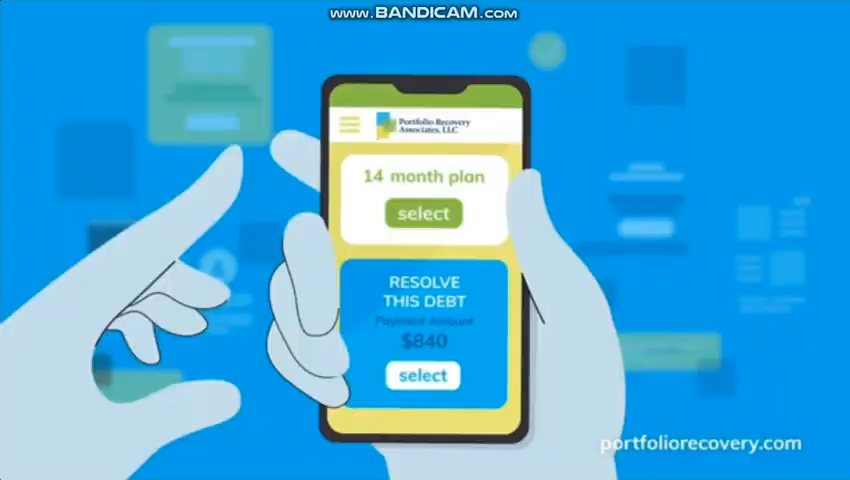 www.BANDICAM.com
Portfolio Recovery
Associates, LLC
14 month plan
select
RESOLVE
THIS DEBT
Payment Amount
$840
select
portfoliorecovery.com